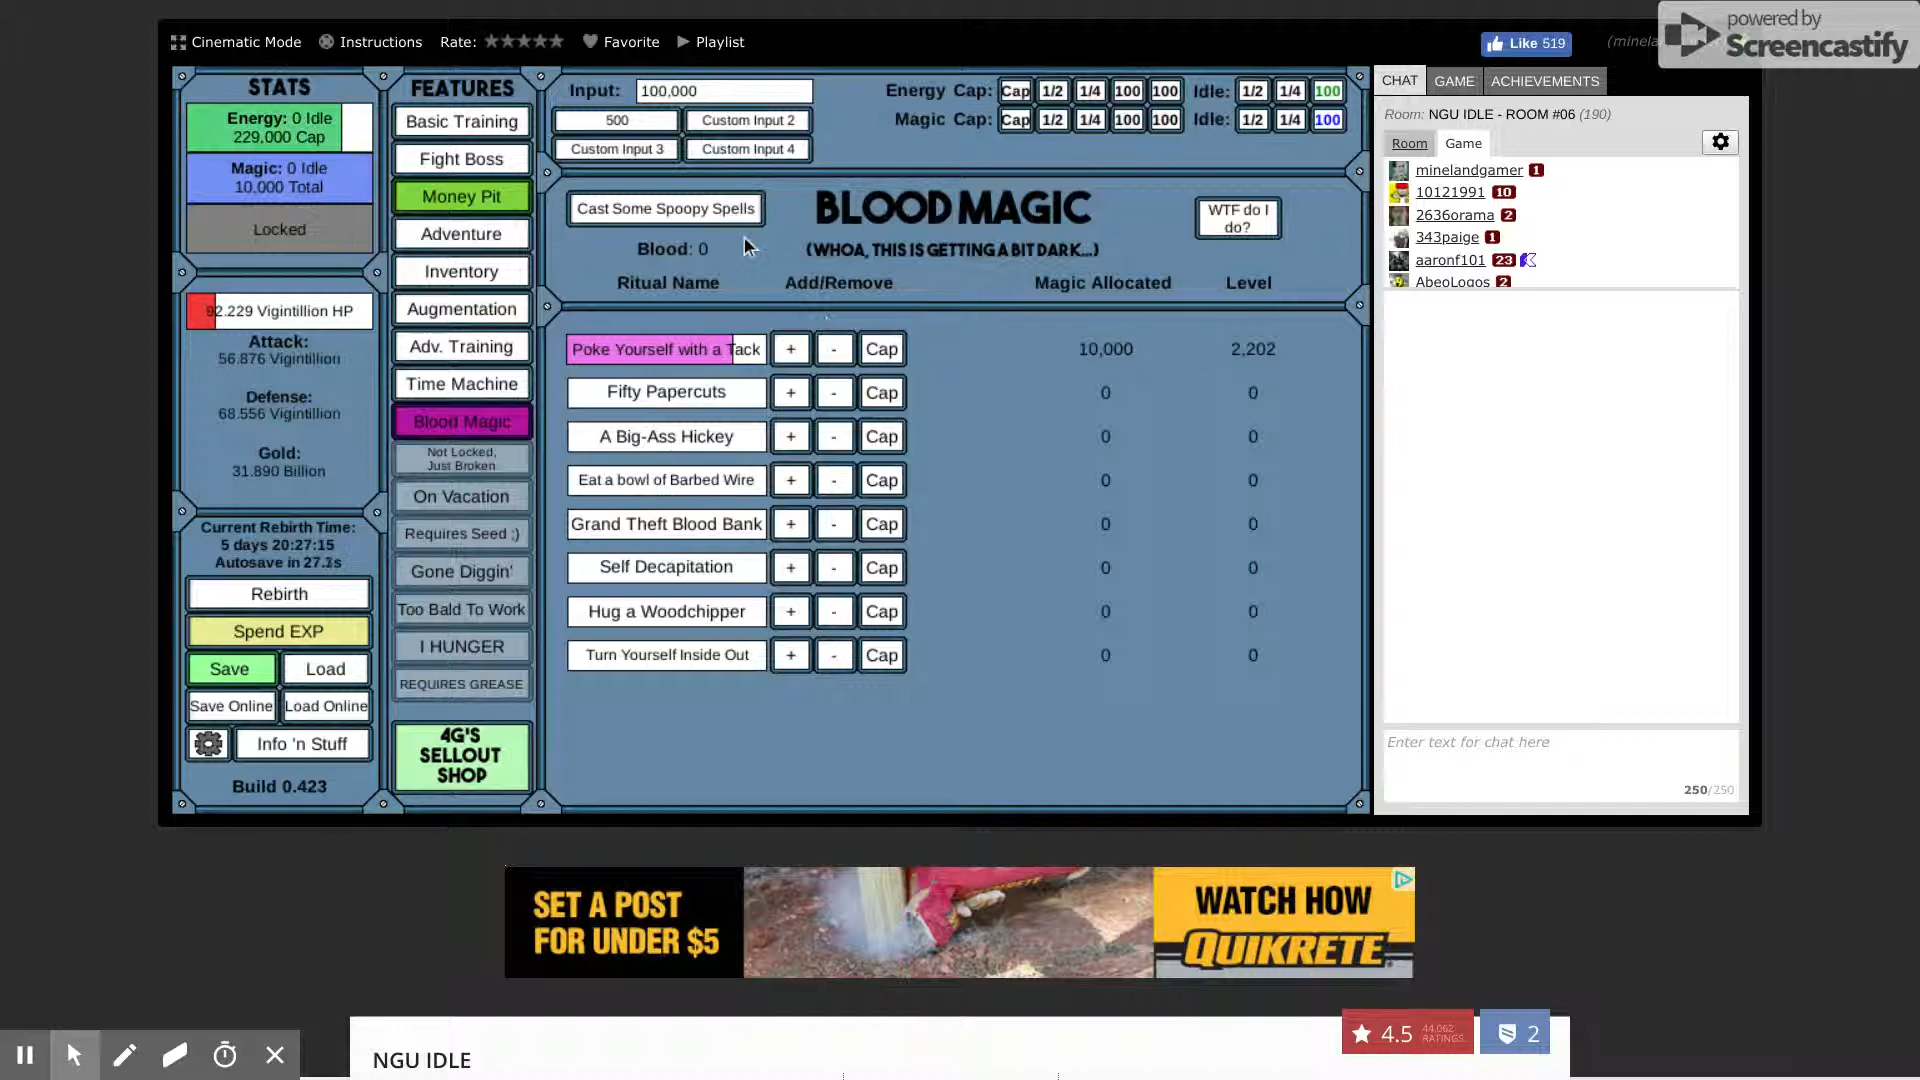 Cinematic Mode
Instructions
Rate:
Favorite
Playlist
Like 519
powered by
Screencastify
STATS
Energy: 0 Idle
229,000 Cap
Magic: 0 Idle
10,000 Total
Locked
92.229 Vigintillion HP
Attack:
56.876 Vigintillion
Defense:
68.556 Vigintillion
Gold:
31.890 Billion
Current Rebirth Time:
5 days 20:27:15
Autosave in
Rebirth
Spend EXP
Save
Load
Save Online
Load Online
Info 'n Stuff
Build 0.423
FEATURES
Basic Training
Fight Boss
Money Pit
Adventure
Inventory
Augmentation
Adv. Training
Time Machine
Blood Magic
Not Locked,
Just Broken
On Vacation
Requires Seed ;)
Gone Diggin'
Too Bald To Work
I HUNGER
REQUIRES GREASE
4G'S
SELLOUT
SHOP
Input: 100,000
500
Custom Input 2
Custom Input 3
Custom Input 4
Energy Cap: Cap 1/2 1/4 100 100 Idle: 1/2 1/4 100
Magic Cap: Cap 1/2 1/4 100 100 Idle: 1/2 1/4 100
Cast Some Spoopy Spells
BLOOD MAGIC
WTF do I
do?
Blood: 0
(WHOA, THIS IS GETTING A BIT DARK...)
Ritual Name Add/Remove Magic Allocated Level
Poke Yourself with a Tack + - Cap 10,000 2,202
Fifty Papercuts + - Cap 0 0
A Big-Ass Hickey + - Cap 0 0
Eat a bowl of Barbed Wire + - Cap 0 0
Grand Theft Blood Bank + - Cap 0 0
Self Decapitation + - Cap 0 0
Hug a Woodchipper + - Cap 0 0
Turn Yourself Inside Out + - Cap 0 0
CHAT
GAME
ACHIEVEMENTS
Room: NGU IDLE - ROOM #06 (190)
Room
Game
minelandgamer 1
10121991 10
2636orama 2
343paige 1
aaronf101 23
AbeoLogos 2
Enter text for chat here
250/250
SET A POST
FOR UNDER $5
WATCH HOW
QUIKRETE
NGU IDLE
4.5
44,062
RATINGS
2